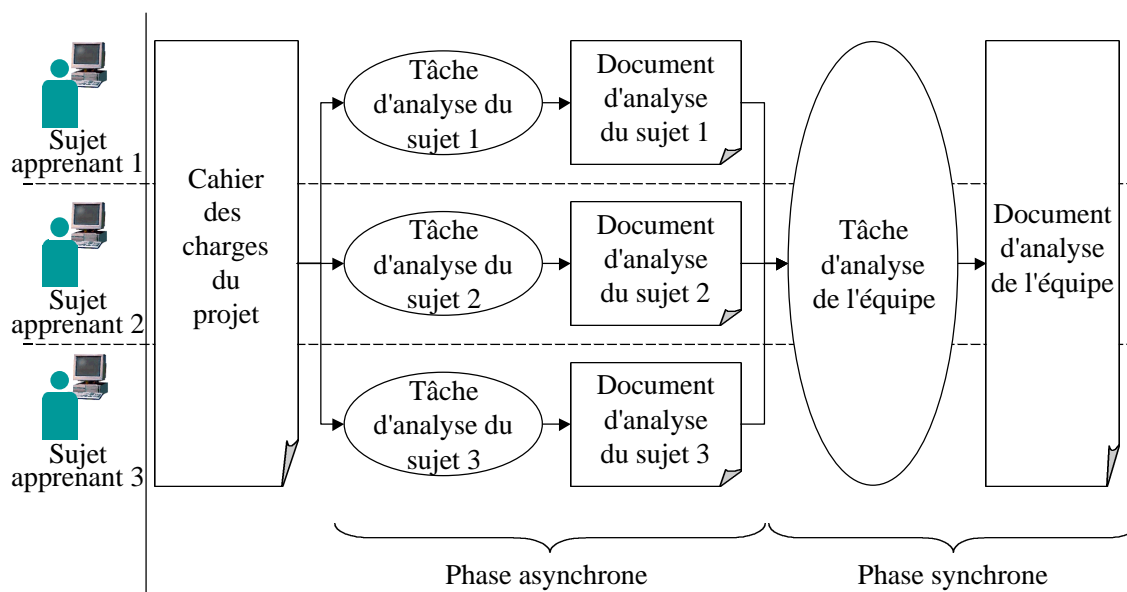 Sujet
apprenant 1
Sujet
apprenant 2
Sujet
apprenant 3
Cahier
des
charges
du
projet
Tâche
d'analyse du
sujet 1
Document
d'analyse
du sujet 1
Tâche
d'analyse du
sujet 2
Document
d'analyse
du sujet 2
Tâche
d'analyse du
sujet 3
Document
d'analyse
du sujet 3
Tâche
d'analyse
de l'équipe
Document
d'analyse
de l'équipe
Phase asynchrone
Phase synchrone